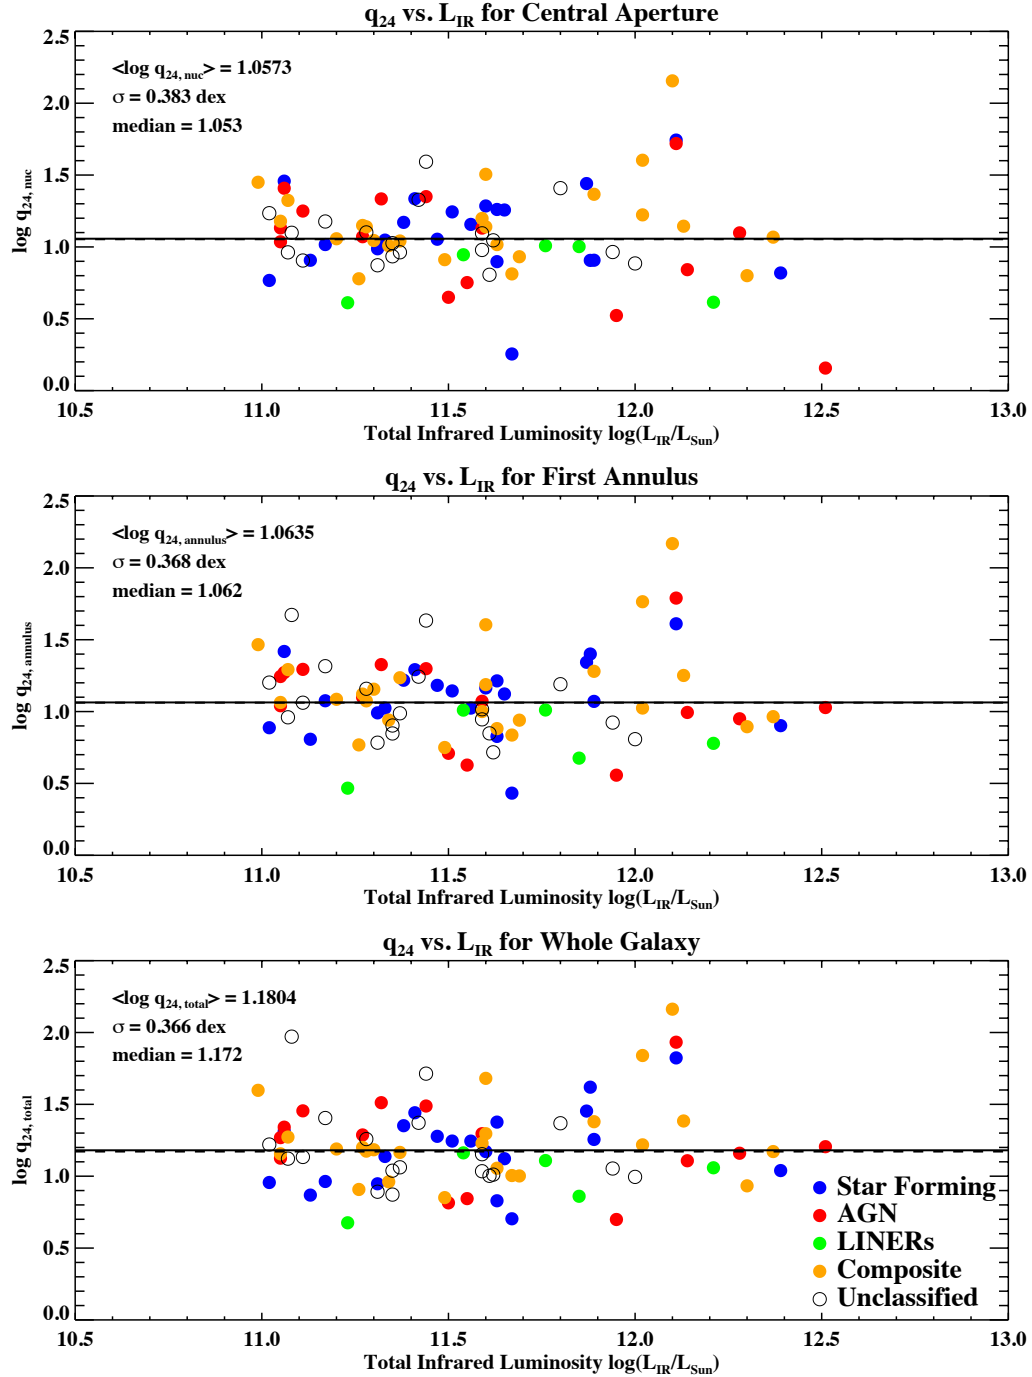 q24 vs. LIR for Central Aperture
2.5
<log q24, nuc> = 1.0573
σ = 0.383 dex
2.0
median = 1.053
1.5
log q24, nuc
1.0
0.5
0.0
10.5 11.0 11.5 12.0 12.5 13.0
Total Infrared Luminosity log(LIR/LSun)
q24 vs. LIR for First Annulus
2.5
<log q24, annulus> = 1.0635
σ = 0.368 dex
2.0
median = 1.062
1.5
log q24, annulus
1.0
0.5
0.0
10.5 11.0 11.5 12.0 12.5 13.0
Total Infrared Luminosity log(LIR/LSun)
q24 vs. LIR for Whole Galaxy
2.5
<log q24, total> = 1.1804
σ = 0.366 dex
2.0
median = 1.172
1.5
log q24, total
1.0
0.5
0.0
Star Forming
AGN
LINERs
Composite
Unclassified
10.5 11.0 11.5 12.0 12.5 13.0
Total Infrared Luminosity log(LIR/LSun)